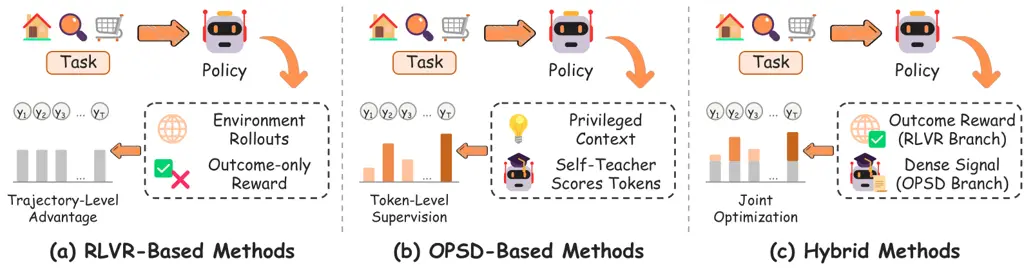 Task
Policy
y1 y2 y3 ... yT
Environment
Rollouts
Outcome-only
Reward
...
Trajectory-Level
Advantage
(a) RLVR-Based Methods
Task
Policy
y1 y2 y3 ... yT
Privileged
Context
Self-Teacher
Scores Tokens
...
Token-Level
Supervision
(b) OPSD-Based Methods
Task
Policy
y1 y2 y3 ... yT
Outcome Reward
(RLVR Branch)
Dense Signal
(OPSD Branch)
...
Joint
Optimization
(c) Hybrid Methods